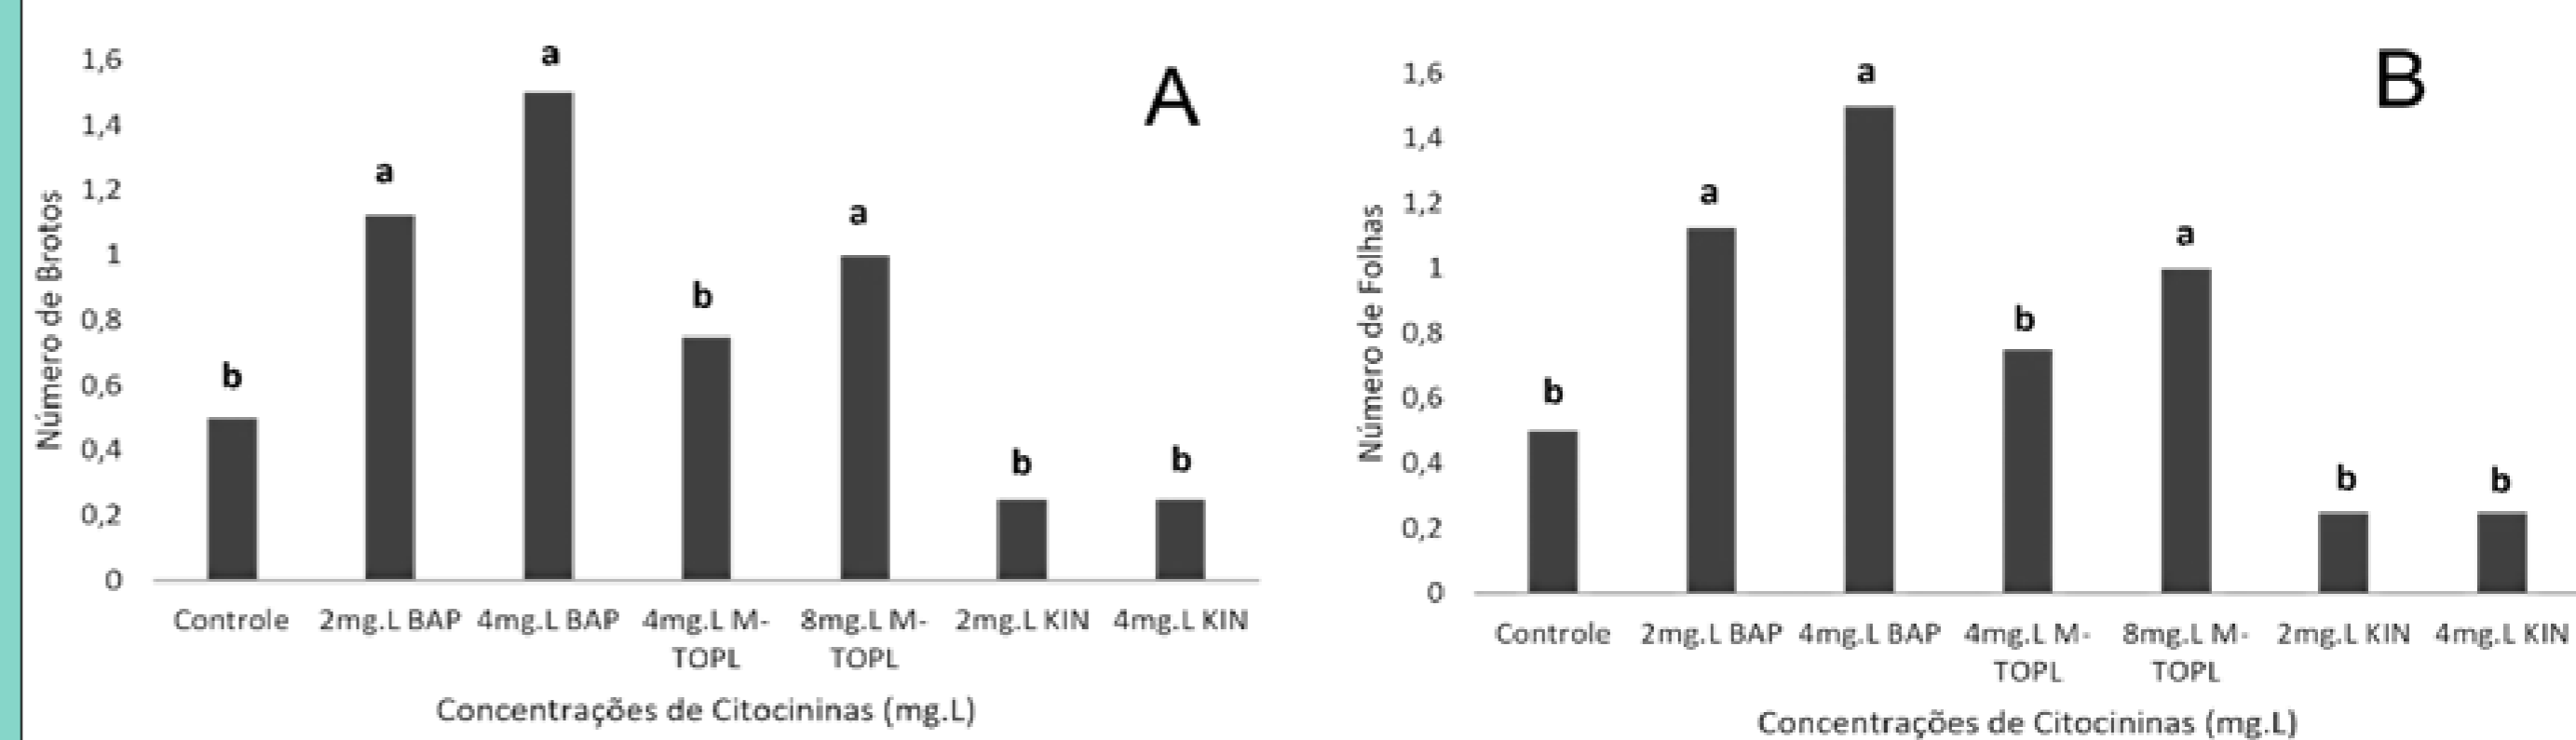 A
1,6
1,4
1,2
1
0,8
0,6
0,4
0,2
0
Número de Brotos
b
a
a
b
a
b
b
Controle 2mg.L BAP 4mg.L BAP 4mg.L M- 8mg.L M- 2mg.L KIN 4mg.L KIN
TOPL TOPL
Concentrações de Citocininas (mg.L)
B
1,6
1,4
1,2
1
0,8
0,6
0,4
0,2
0
Número de Folhas
b
a
a
b
a
b
b
Controle 2mg.L BAP 4mg.L BAP 4mg.L M- 8mg.L M- 2mg.L KIN 4mg.L KIN
TOPL TOPL
Concentrações de Citocininas (mg.L)